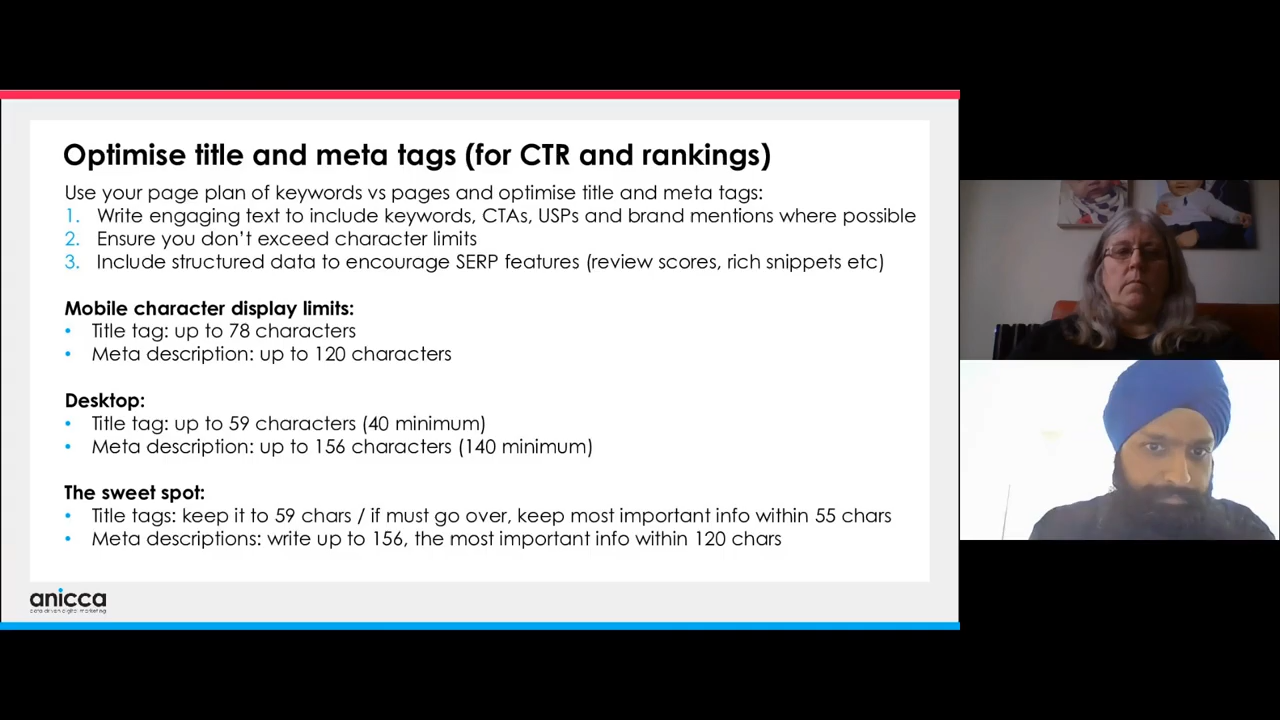 Optimise title and meta tags (for CTR and rankings)
Use your page plan of keywords vs pages and optimise title and meta tags:
1. Write engaging text to include keywords, CTAs, USPs and brand mentions where possible
2. Ensure you don't exceed character limits
3. Include structured data to encourage SERP features (review scores, rich snippets etc)
Mobile character display limits:
• Title tag: up to 78 characters
• Meta description: up to 120 characters
Desktop:
• Title tag: up to 59 characters (40 minimum)
• Meta description: up to 156 characters (140 minimum)
The sweet spot:
• Title tags: keep it to 59 chars / if must go over, keep most important info within 55 chars
• Meta descriptions: write up to 156, the most important info within 120 chars
anicca
data driven digital marketing